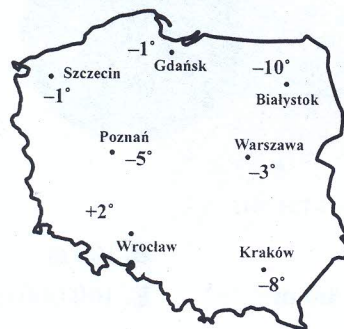 –1°
Gdańsk
Szczecin
–1°
–10°
Białystok
Poznań
–5°
Warszawa
–3°
+2°
Wrocław
Kraków
–8°